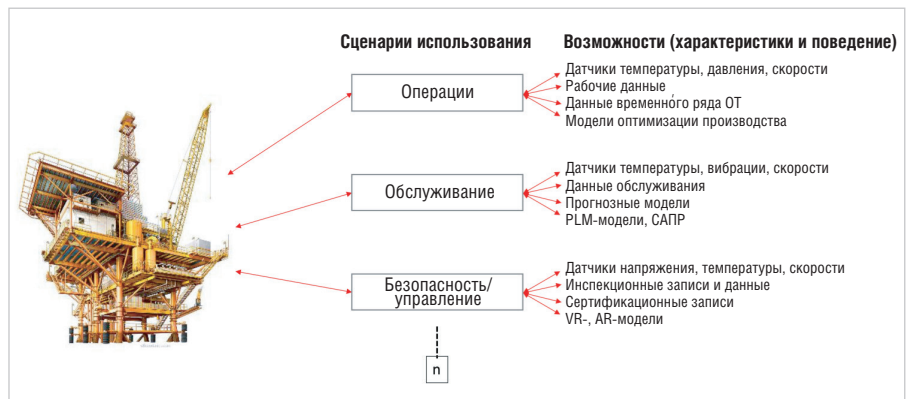 Сценарии использования
Возможности (характеристики и поведение)
Операции
Датчики температуры, давления, скорости
Рабочие данные
Данные временно́го ряда ОТ
Модели оптимизации производства
Обслуживание
Датчики температуры, вибрации, скорости
Данные обслуживания
Прогнозные модели
PLM-модели, САПР
Безопасность/
управление
Датчики напряжения, температуры, скорости
Инспекционные записи и данные
Сертификационные записи
VR-, AR-модели
n